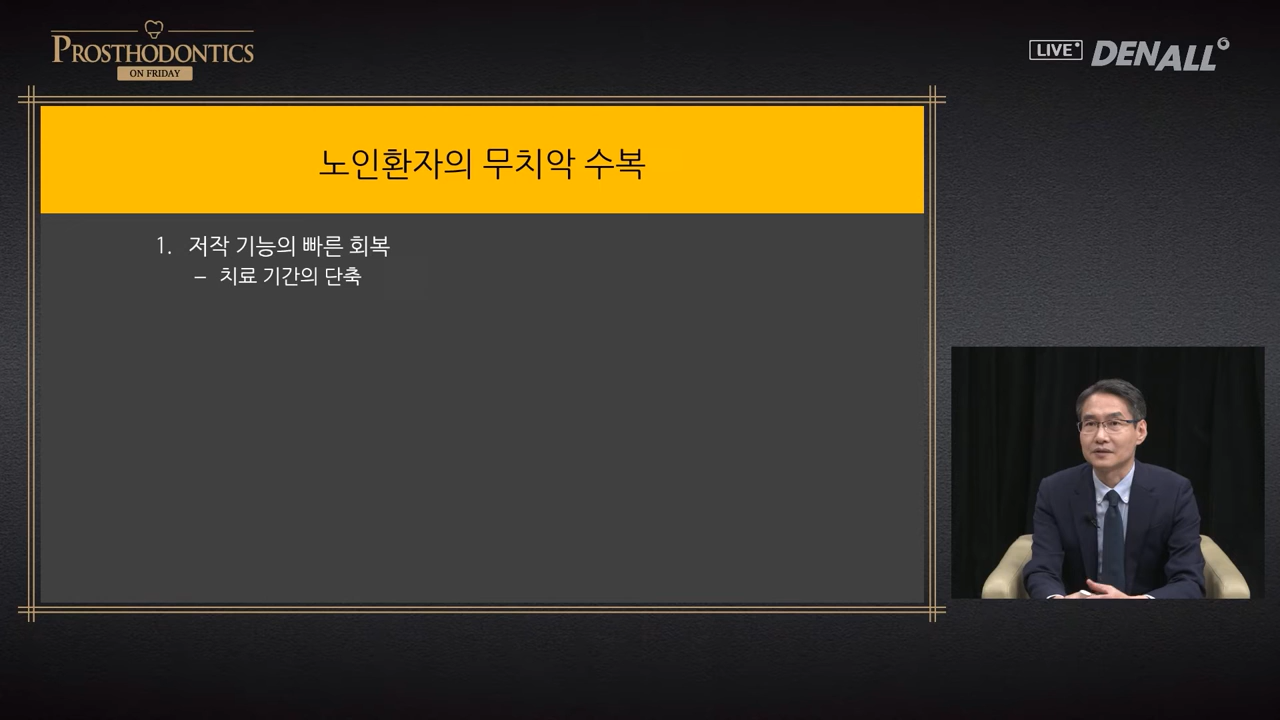 PROSTHODONTICS
ON FRIDAY
LIVE
DENALL
노인환자의 무치악 수복
1. 저작 기능의 빠른 회복
– 치료 기간의 단축